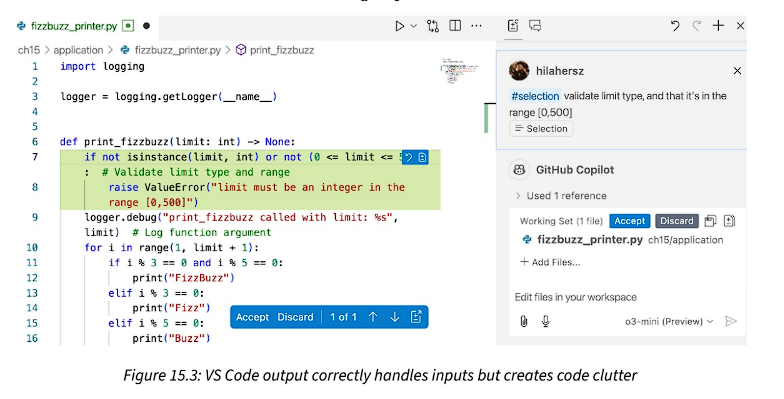 fizzbuzz_printer.py
ch15 > application > fizzbuzz_printer.py > print_fizzbuzz
1 import logging
2
3 logger = logging.getLogger(__name__)
4
5
6 def print_fizzbuzz(limit: int) -> None:
7 if not isinstance(limit, int) or not (0 <= limit <=
: # Validate limit type and range
8 raise ValueError("limit must be an integer in the
range [0,500]")
9 logger.debug("print_fizzbuzz called with limit: %s",
limit) # Log function argument
10 for i in range(1, limit + 1):
11 if i % 3 == 0 and i % 5 == 0:
12 print("FizzBuzz")
13 elif i % 3 == 0:
14 print("Fizz")
15 elif i % 5 == 0:
16 print("Buzz")
Accept Discard 1 of 1
hilahersz
#selection validate limit type, and that it's in the
range [0,500]
Selection
GitHub Copilot
> Used 1 reference
Working Set (1 file) Accept Discard
fizzbuzz_printer.py ch15/application
+ Add Files...
Edit files in your workspace
o3-mini (Preview)
Figure 15.3: VS Code output correctly handles inputs but creates code clutter